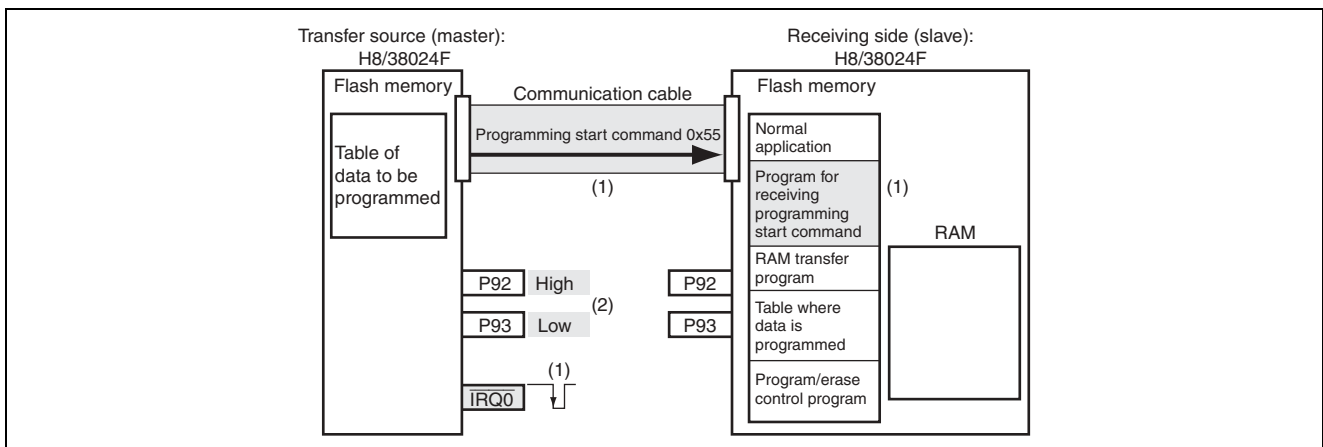 Transfer source (master):
H8/38024F
Flash memory
Table of
data to be
programmed
Communication cable
Programming start command 0x55
(1)
P92
High
(2)
P93
Low
(1)
IRQ0
Receiving side (slave):
H8/38024F
Flash memory
Normal
application
Program for
receiving
programming
start command
(1)
RAM transfer
program
Table where
data is
programmed
Program/erase
control program
RAM
P92
P93